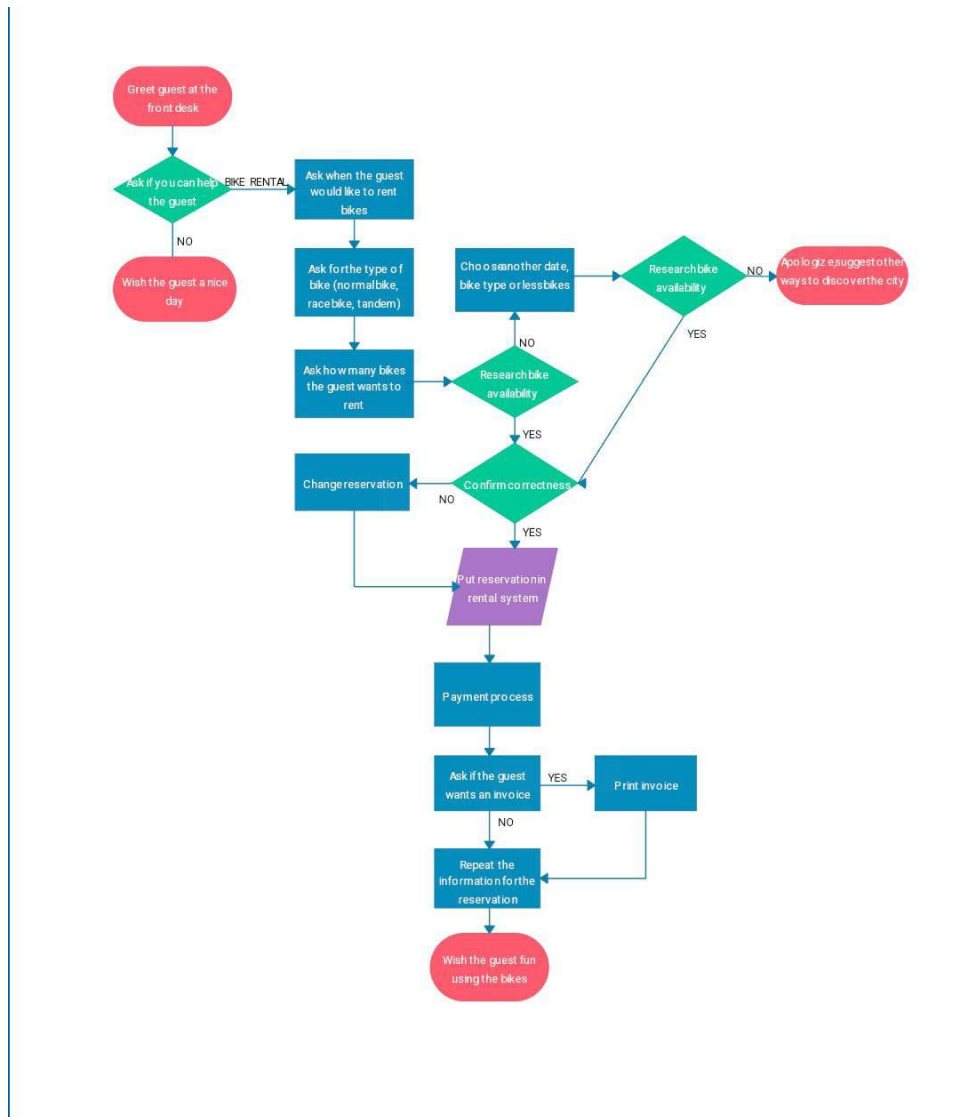 Greet guest at the
front desk
Ask if you can help
the guest
BIKE RENTAL
NO
Wish the guest a nice
day
Ask when the guest
would like to rent
bikes
Ask for the type of
bike (normal bike,
race bike, tandem)
Ask how many bikes
the guest wants to
rent
Research bike
availability
NO
Choose another date,
bike type or less bikes
Research bike
availability
NO
Apologize, suggest other
ways to discover the city
YES
YES
Confirm correctness
NO
Change reservation
YES
Put reservation in
rental system
Payment process
Ask if the guest
wants an invoice
YES
Print invoice
NO
Repeat the
information for the
reservation
Wish the guest fun
using the bikes